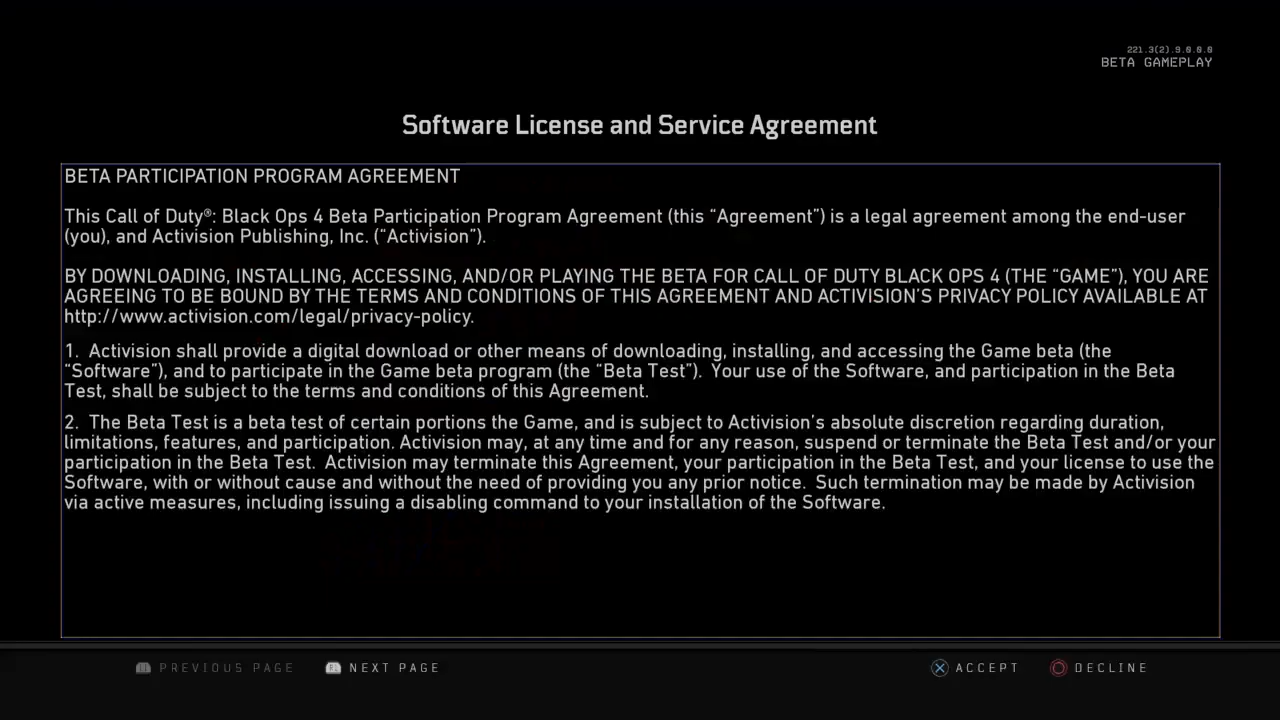 221.3(2).9.0.0.0
BETA GAMEPLAY
Software License and Service Agreement
BETA PARTICIPATION PROGRAM AGREEMENT
This Call of Duty®: Black Ops 4 Beta Participation Program Agreement (this “Agreement”) is a legal agreement among the end-user
(you), and Activision Publishing, Inc. (“Activision”).
BY DOWNLOADING, INSTALLING, ACCESSING, AND/OR PLAYING THE BETA FOR CALL OF DUTY BLACK OPS 4 (THE “GAME”), YOU ARE
AGREEING TO BE BOUND BY THE TERMS AND CONDITIONS OF THIS AGREEMENT AND ACTIVISION’S PRIVACY POLICY AVAILABLE AT
http://www.activision.com/legal/privacy-policy.
1. Activision shall provide a digital download or other means of downloading, installing, and accessing the Game beta (the
“Software”), and to participate in the Game beta program (the “Beta Test”). Your use of the Software, and participation in the Beta
Test, shall be subject to the terms and conditions of this Agreement.
2. The Beta Test is a beta test of certain portions the Game, and is subject to Activision’s absolute discretion regarding duration,
limitations, features, and participation. Activision may, at any time and for any reason, suspend or terminate the Beta Test and/or your
participation in the Beta Test. Activision may terminate this Agreement, your participation in the Beta Test, and your license to use the
Software, with or without cause and without the need of providing you any prior notice. Such termination may be made by Activision
via active measures, including issuing a disabling command to your installation of the Software.
PREVIOUS PAGE NEXT PAGE ACCEPT DECLINE